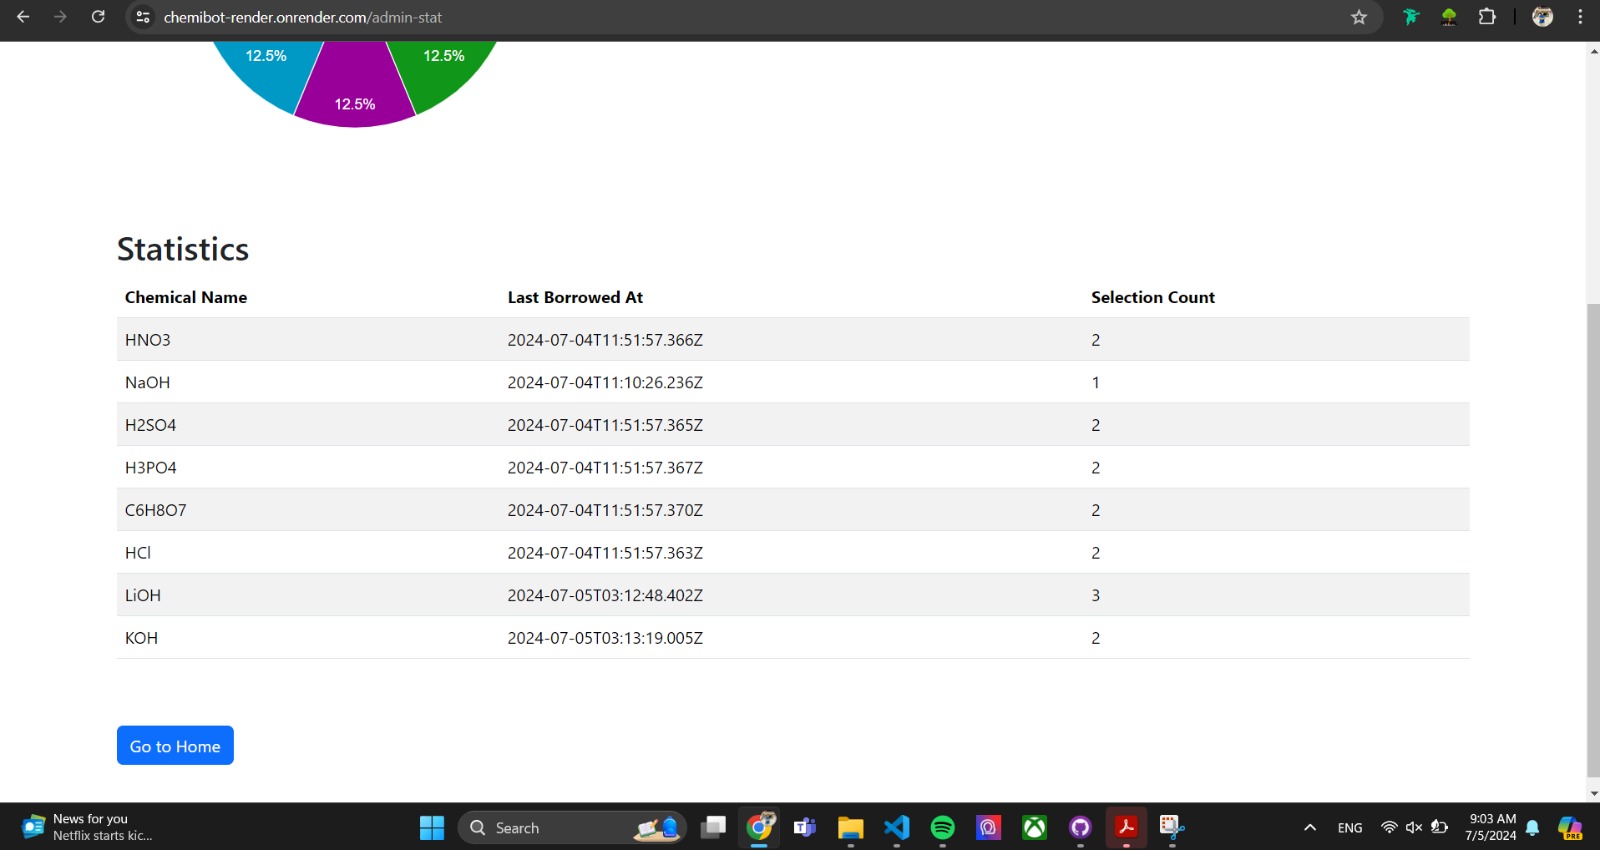 chemibot-render.onrender.com/admin-stat
12.5% 12.5%
12.5%
Statistics
Chemical Name Last Borrowed At Selection Count
HNO3 2024-07-04T11:51:57.366Z 2
NaOH 2024-07-04T11:10:26.236Z 1
H2SO4 2024-07-04T11:51:57.365Z 2
H3PO4 2024-07-04T11:51:57.367Z 2
C6H8O7 2024-07-04T11:51:57.370Z 2
HCl 2024-07-04T11:51:57.363Z 2
LiOH 2024-07-05T03:12:48.402Z 3
KOH 2024-07-05T03:13:19.005Z 2
Go to Home
News for you
Netflix starts kic...
Search
ENG
9:03 AM
7/5/2024
PRE